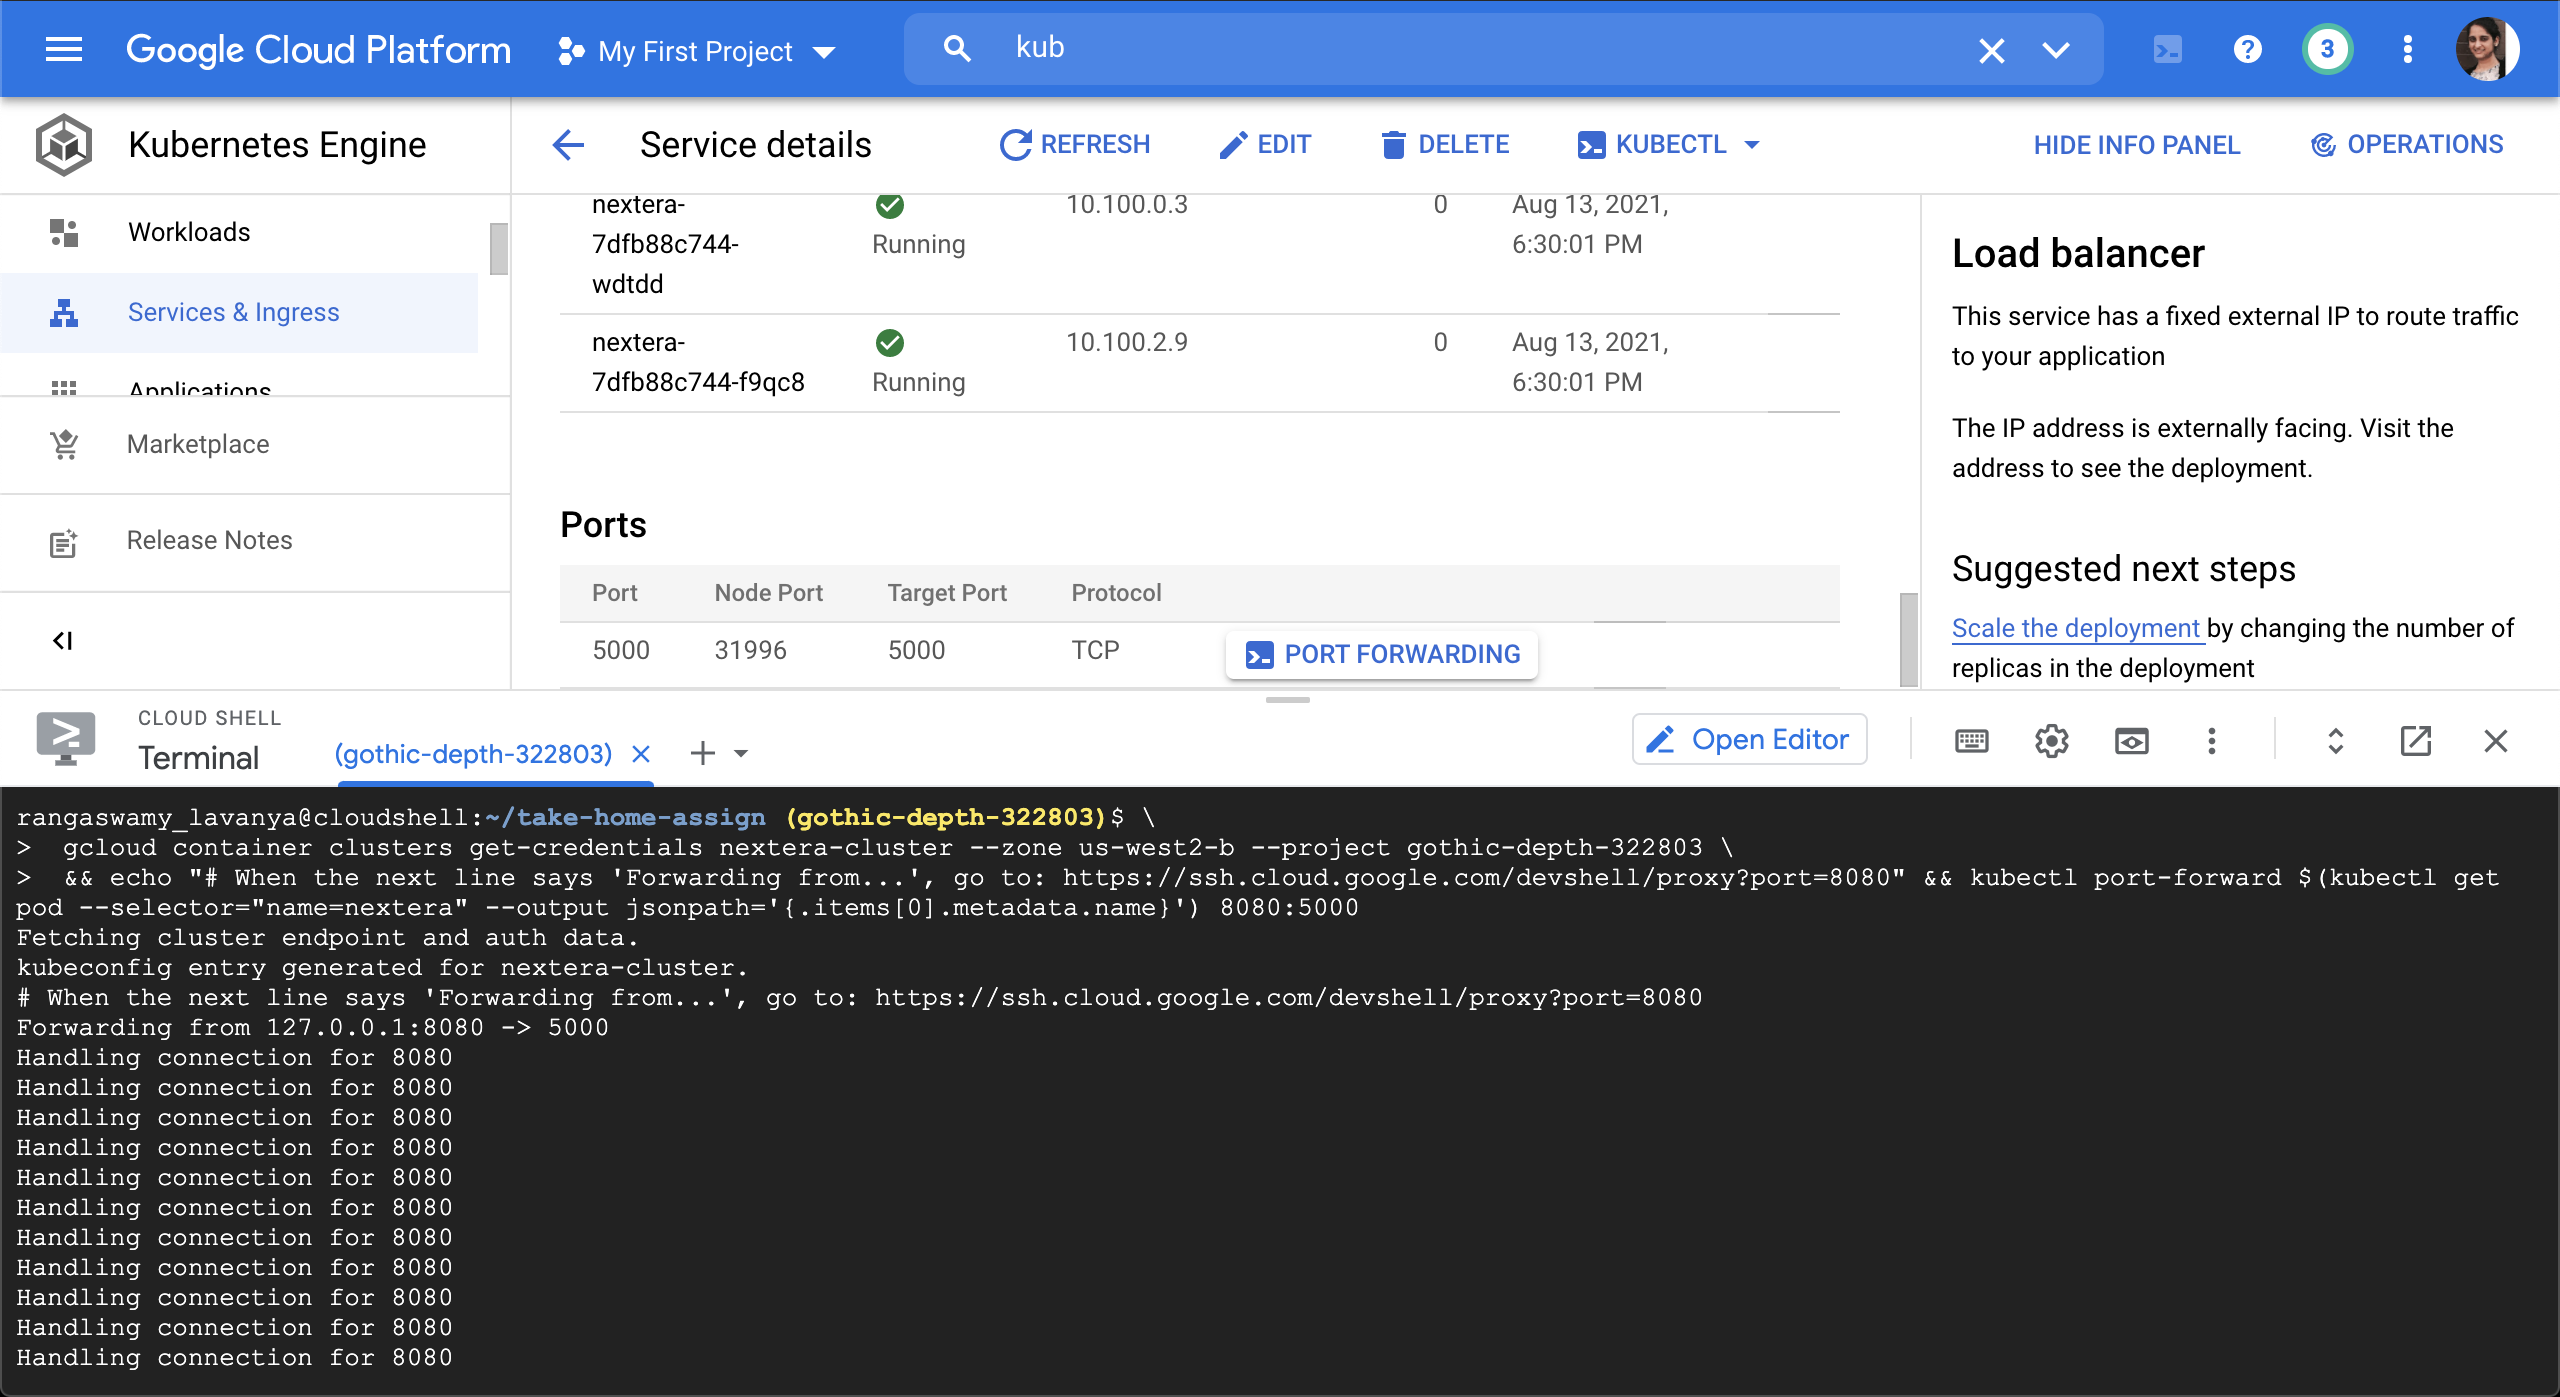 Google Cloud Platform My First Project kub 3
Kubernetes Engine
Workloads
Services & Ingress
Applications
Marketplace
Release Notes
Service details REFRESH EDIT DELETE KUBECTL HIDE INFO PANEL OPERATIONS
nextera- 10.100.0.3 0 Aug 13, 2021,
7dfb88c744- Running 6:30:01 PM
wdtdd
nextera- 10.100.2.9 0 Aug 13, 2021,
7dfb88c744-f9qc8 Running 6:30:01 PM
Ports
Port Node Port Target Port Protocol
5000 31996 5000 TCP PORT FORWARDING
Load balancer
This service has a fixed external IP to route traffic
to your application
The IP address is externally facing. Visit the
address to see the deployment.
Suggested next steps
Scale the deployment by changing the number of
replicas in the deployment
CLOUD SHELL
Terminal (gothic-depth-322803) Open Editor
rangaswamy_lavanya@cloudshell:~/take-home-assign (gothic-depth-322803)$ \
>  gcloud container clusters get-credentials nextera-cluster --zone us-west2-b --project gothic-depth-322803 \
>  && echo "# When the next line says 'Forwarding from...', go to: https://ssh.cloud.google.com/devshell/proxy?port=8080" && kubectl port-forward $(kubectl get
pod --selector="name=nextera" --output jsonpath='{.items[0].metadata.name}') 8080:5000
Fetching cluster endpoint and auth data.
kubeconfig entry generated for nextera-cluster.
# When the next line says 'Forwarding from...', go to: https://ssh.cloud.google.com/devshell/proxy?port=8080
Forwarding from 127.0.0.1:8080 -> 5000
Handling connection for 8080
Handling connection for 8080
Handling connection for 8080
Handling connection for 8080
Handling connection for 8080
Handling connection for 8080
Handling connection for 8080
Handling connection for 8080
Handling connection for 8080
Handling connection for 8080
Handling connection for 8080